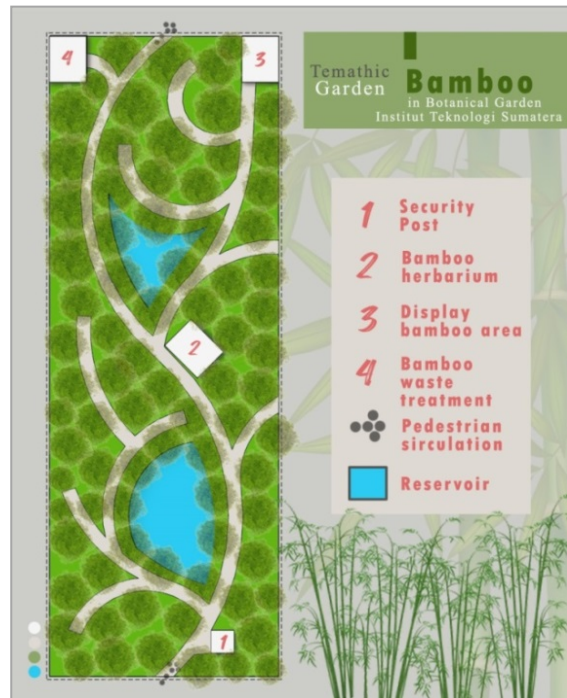 Temathic
Garden
Bamboo
in Botanical Garden
Institut Teknologi Sumatera
4
3
2
1
1 Security
Post
2 Bamboo
herbarium
3 Display
bamboo area
4 Bamboo
waste
treatment
Pedestrian
sirculation
Reservoir